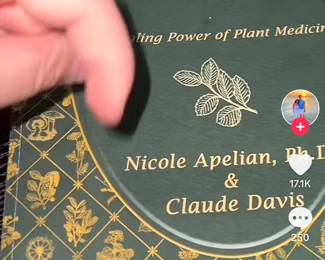 ling Power of Plant Medicin
Nicole Apelian, Ph.D
&
Claude Davis
17.1K
250